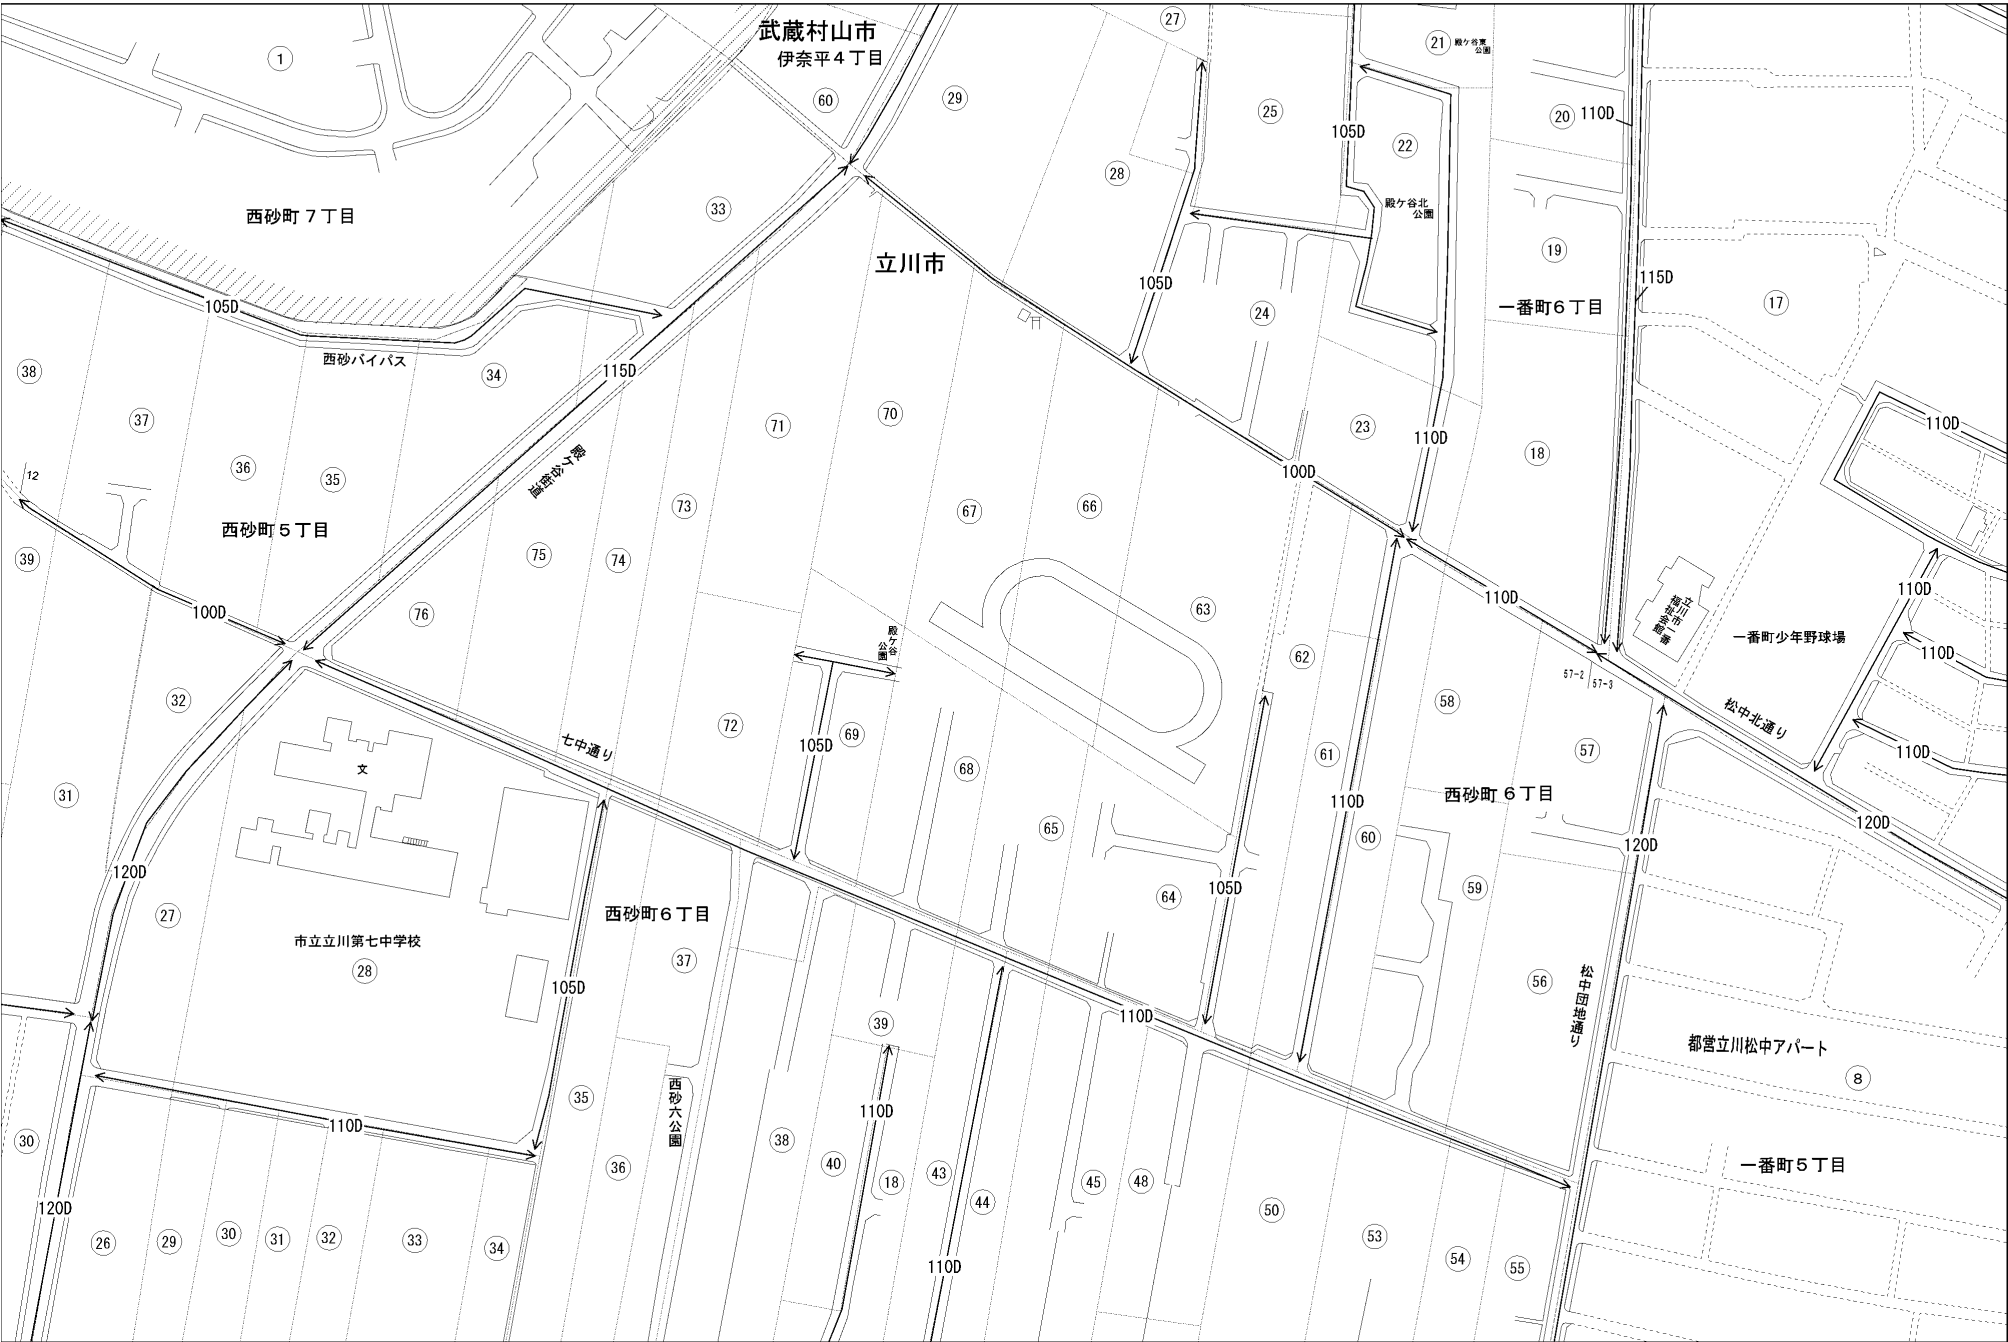 武蔵村山市
伊奈平4丁目
27
21
殿ケ谷東
公園
1
60
29
25
20
110D
105D
22
28
33
殿ケ谷北
公園
西砂町7丁目
19
立川市
115D
105D
17
105D
一番町6丁目
24
西砂バイパス
38
34
115D
37
71
70
23
110D
110D
36
殿ケ谷街道
18
100D
12
35
73
67
66
西砂町5丁目
39
75
74
110D
110D
立川市一番
福祉会館
100D
76
63
殿ケ谷
公園
一番町少年野球場
110D
62
57-2
57-3
32
58
松中北通り
72
69
105D
七中通り
61
57
110D
文
68
31
110D
西砂町6丁目
120D
65
60
120D
120D
105D
59
64
27
西砂町6丁目
市立立川第七中学校
28
37
56
松中団地通り
105D
110D
39
都営立川松中アパート
8
35
西砂六公園
110D
110D
30
38
40
36
18
43
44
45
48
一番町5丁目
120D
50
26
29
30
31
32
33
34
53
54
55
110D